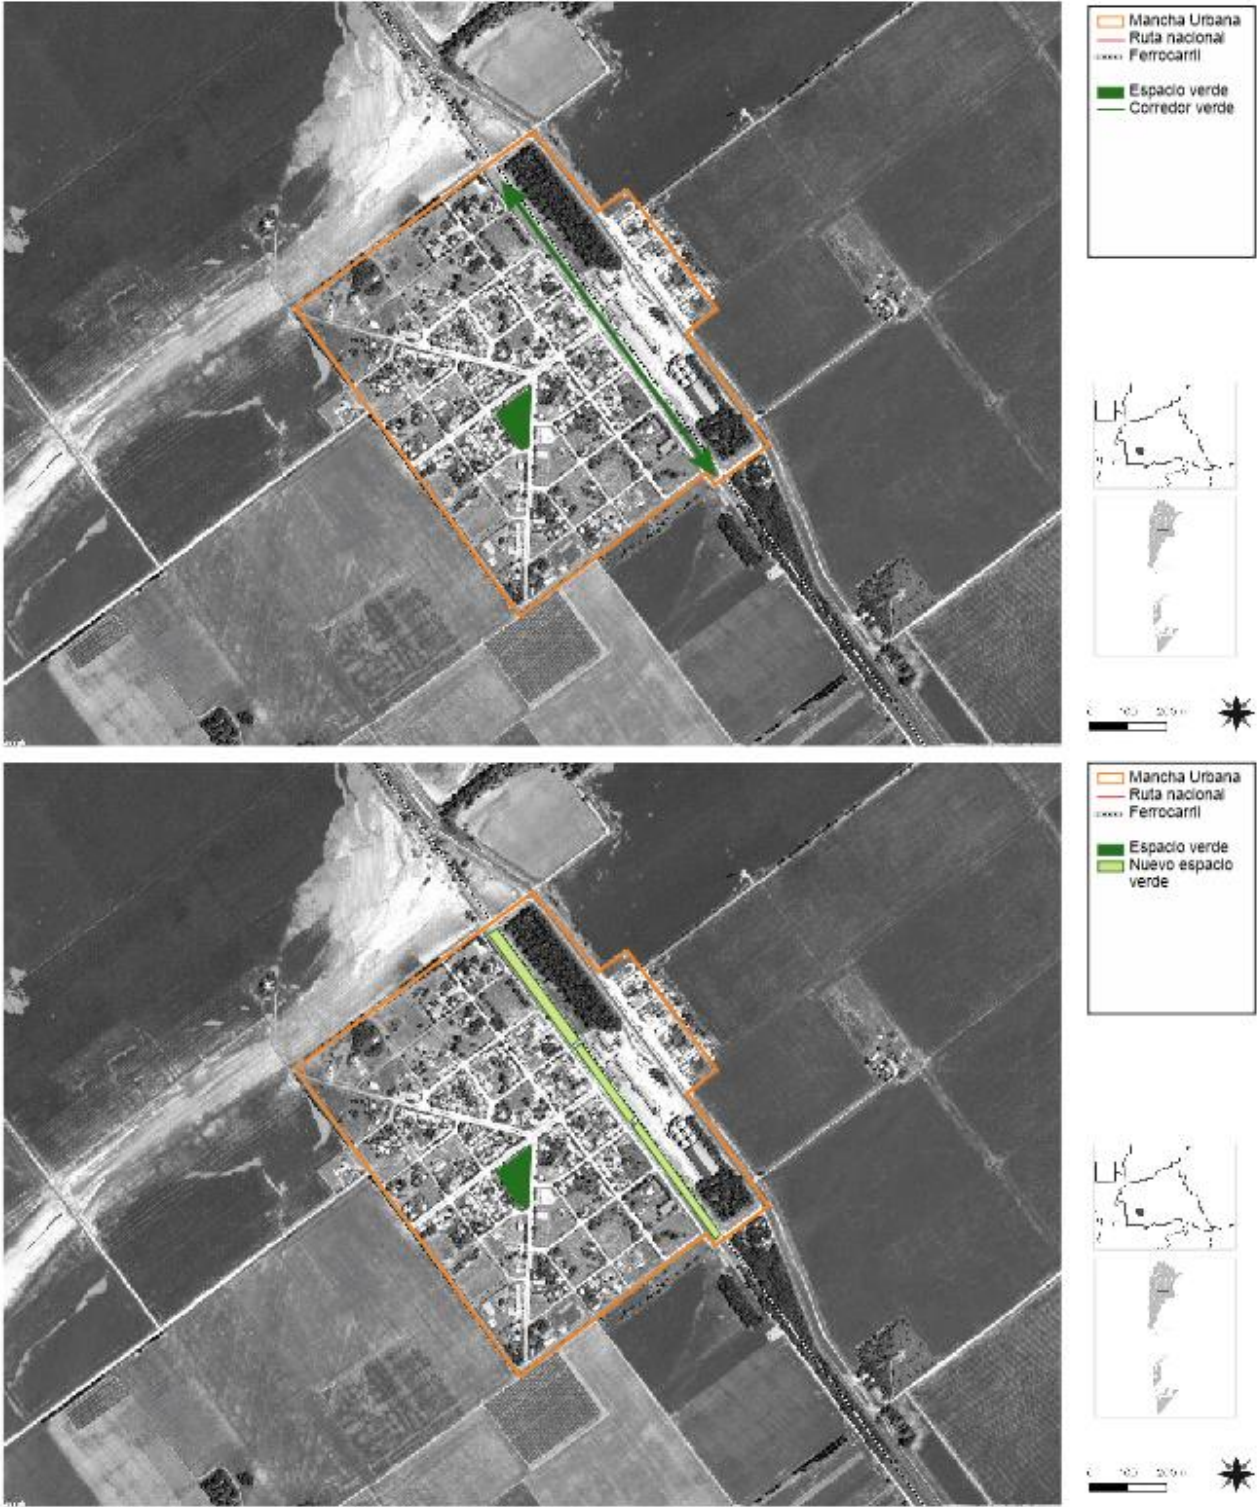 Mancha Urbana
Ruta nacional
Ferrocarril
Espacio verde
Corredor verde
Mancha Urbana
Ruta nacional
Ferrocarril
Espacio verde
Nuevo espacio
verde